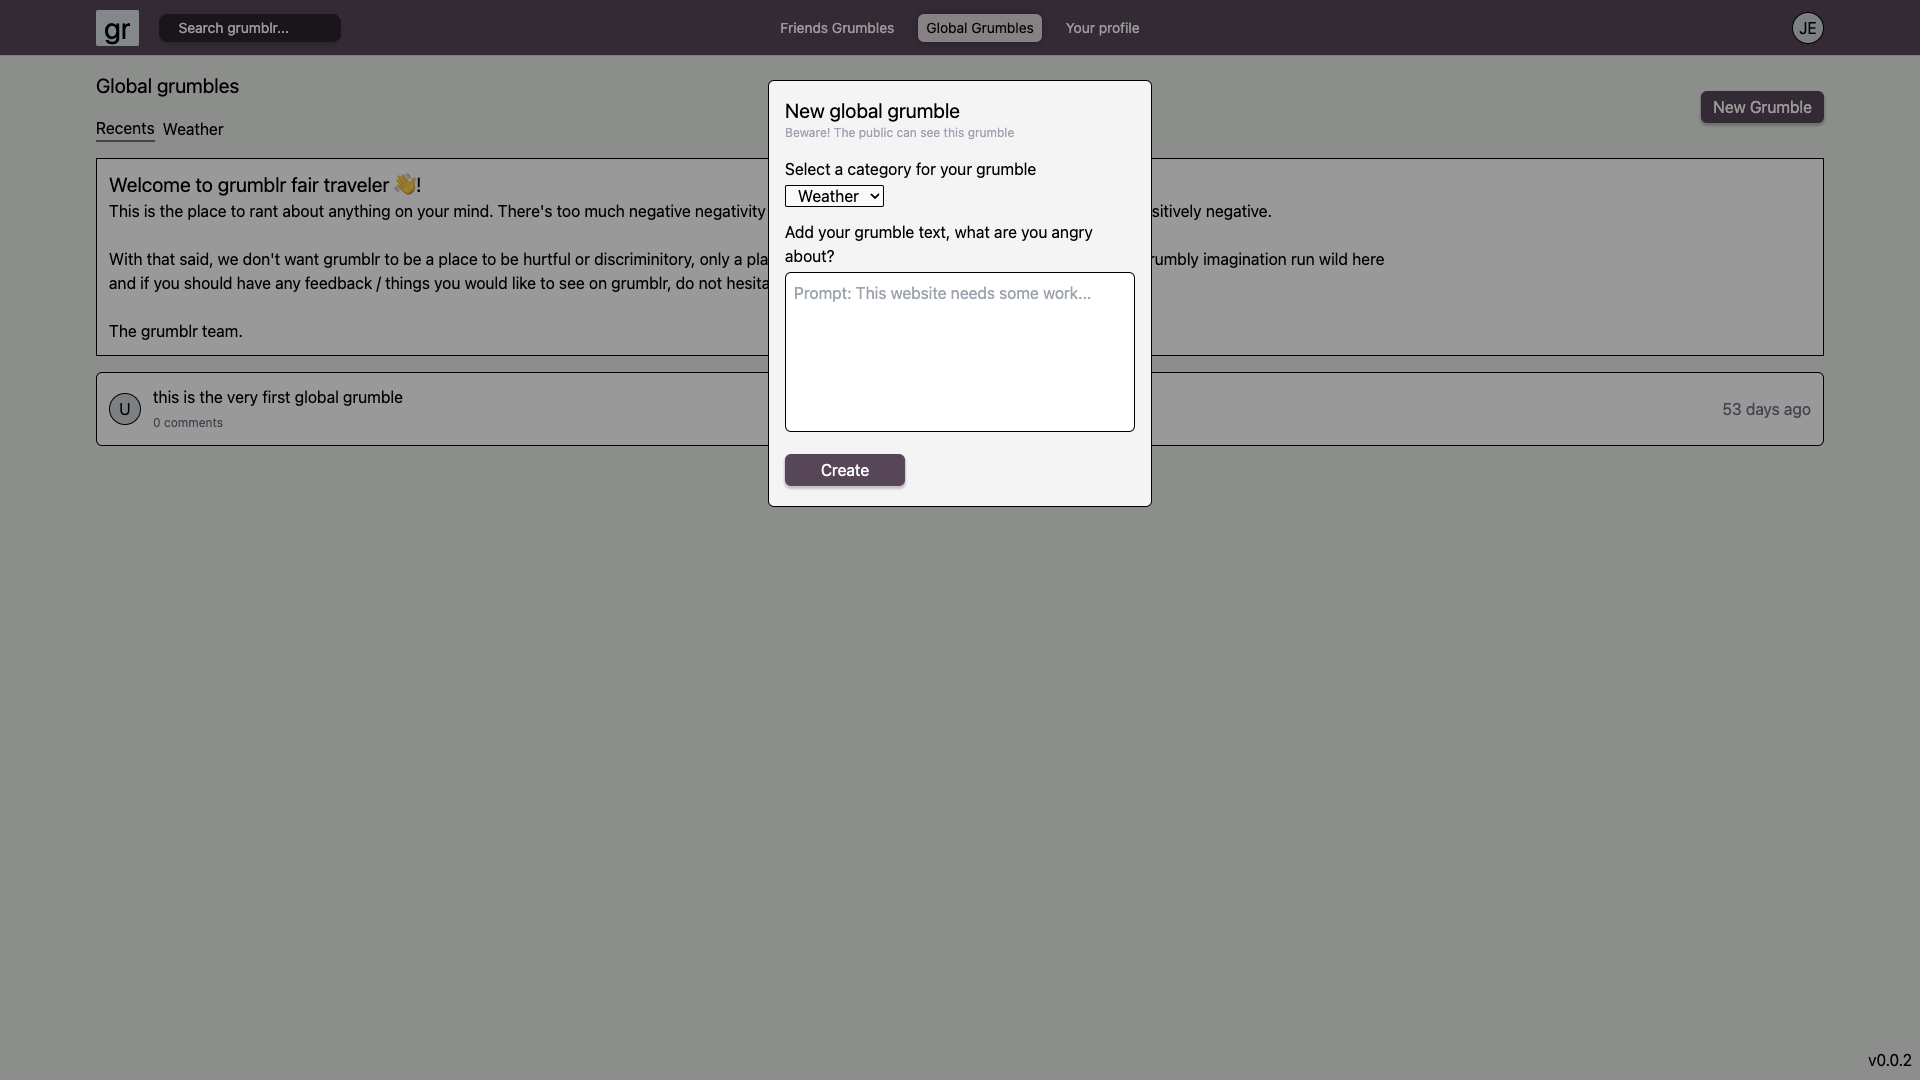 gr
Search grumblr...
Friends Grumbles
Global Grumbles
Your profile
JE
Global grumbles
New Grumble
Recents
Weather
Welcome to grumblr fair traveler 👋!
This is the place to rant about anything on your mind. There's too much negative negativity
sitively negative.
With that said, we don't want grumblr to be a place to be hurtful or discriminitory, only a pla
rumbly imagination run wild here
and if you should have any feedback / things you would like to see on grumblr, do not hesita
The grumblr team.
U
this is the very first global grumble
0 comments
53 days ago
New global grumble
Beware! The public can see this grumble
Select a category for your grumble
Weather
Add your grumble text, what are you angry
about?
Prompt: This website needs some work...
Create
v0.0.2